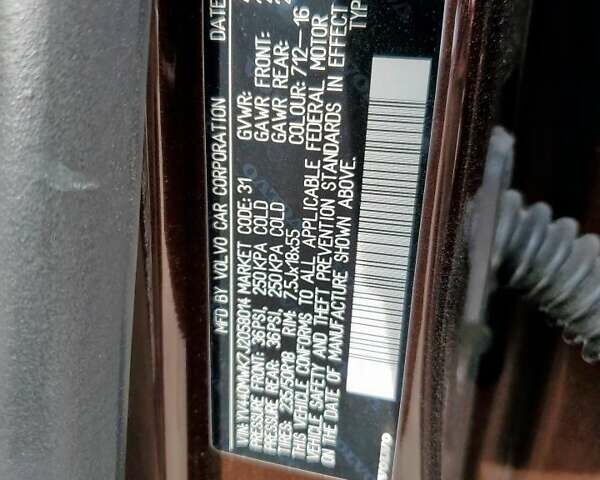 MFD BY VOLVO CAR CORPORATION DATE
VIN: YV440MWK7J2058014 MARKET CODE: 31 GVWR:
PRESSURE FRONT: 36PSI, 250KPA COLD GAWR FRONT:
PRESSURE REAR: 36PSI, 250KPA COLD GAWR REAR:
TIRES: 235/50R18 RIM: 7.5Jx18x55 COLOUR: 712--16
THIS VEHICLE CONFORMS TO ALL APPLICABLE FEDERAL MOTOR
VEHICLE SAFETY AND THEFT PREVENTION STANDARDS IN EFFECT
ON THE DATE OF MANUFACTURE SHOWN ABOVE. TYP